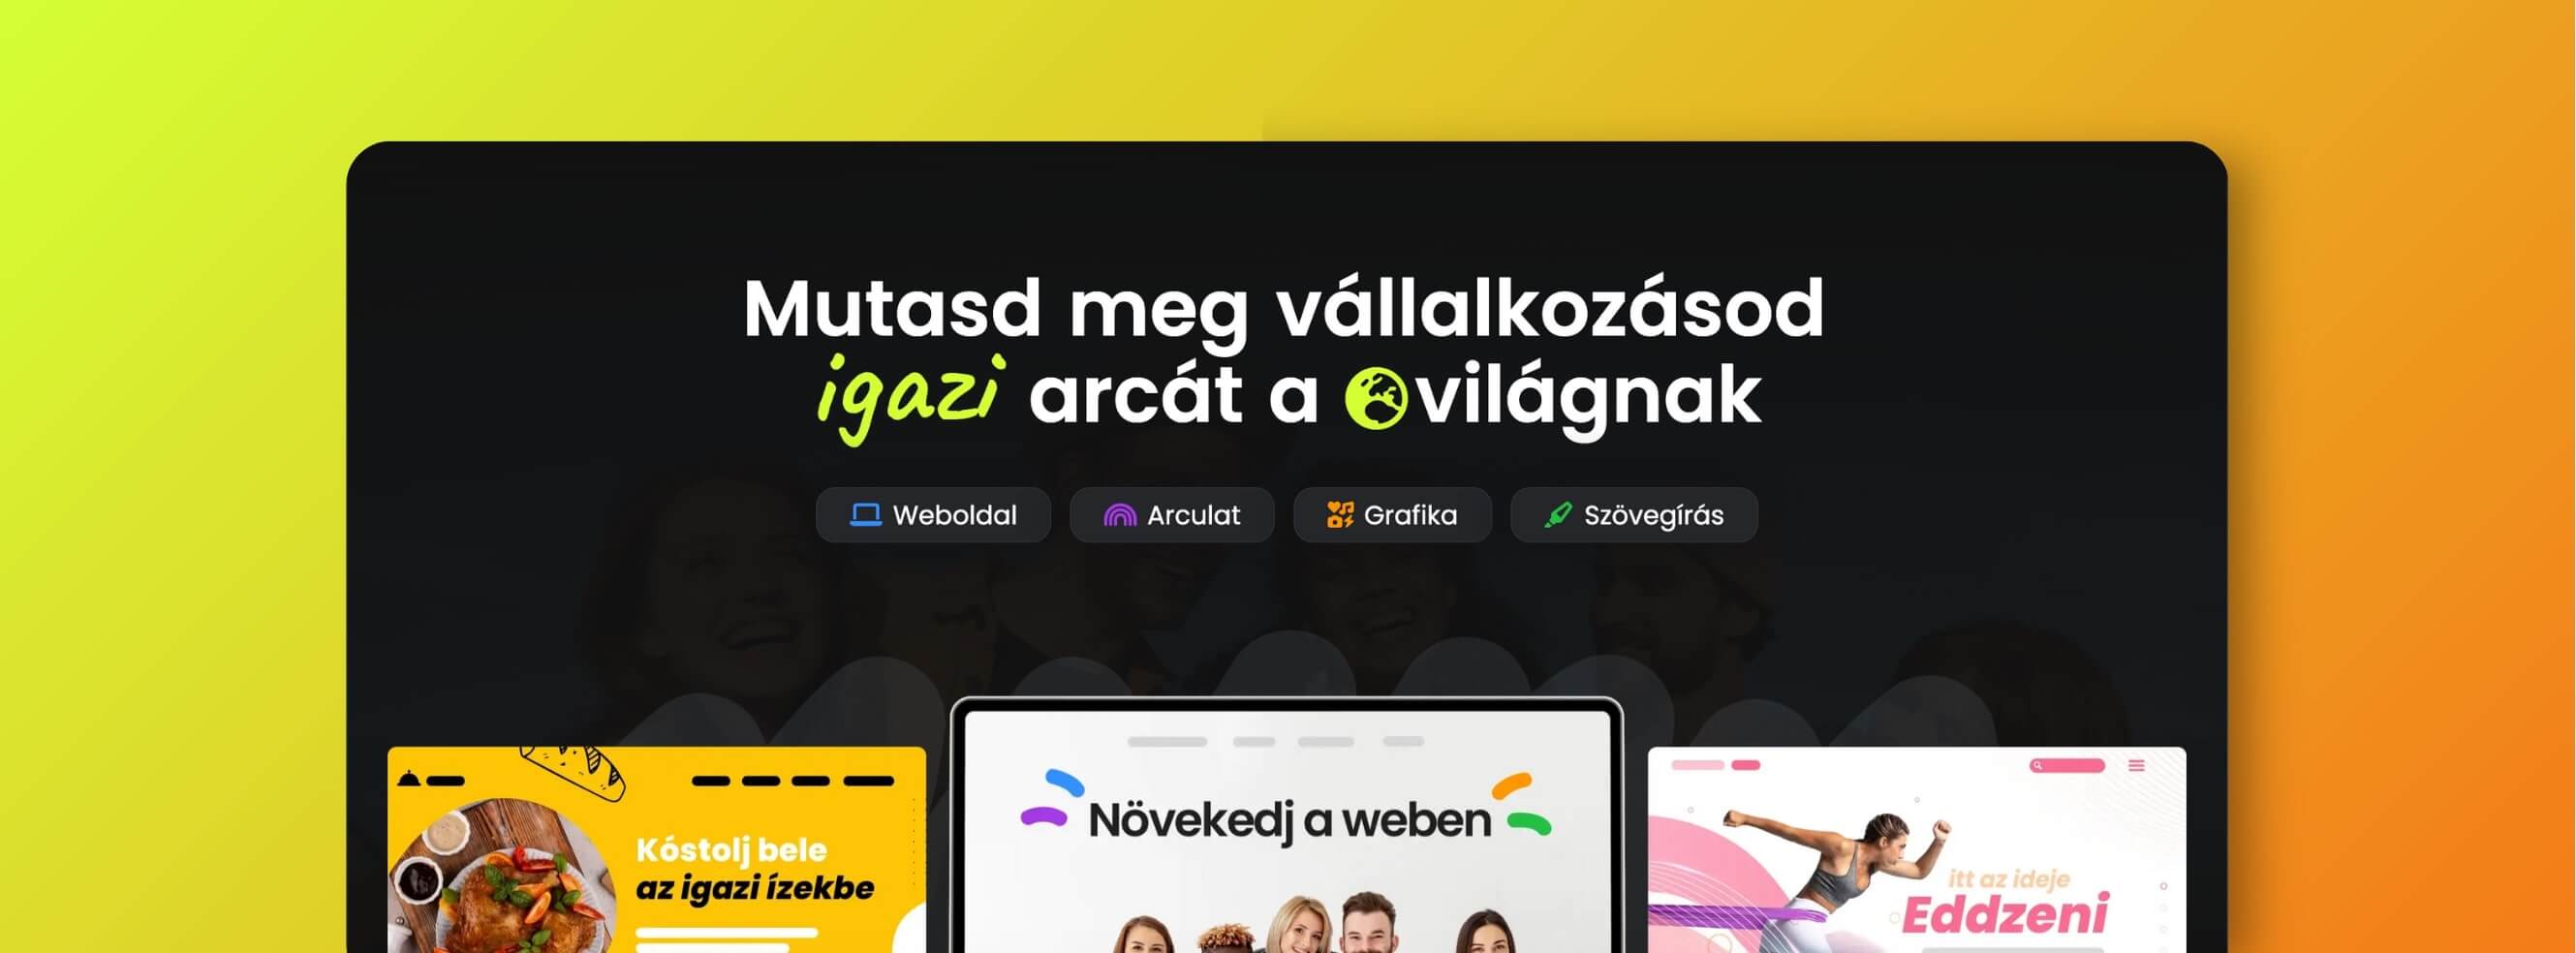 Mutasd meg vállalkozásod
igazi arcát a világnak
Weboldal
Arculat
Grafika
Szövegírás
Kóstolj bele
az igazi ízekbe
Növekedj a weben
itt az ideje
Eddzeni